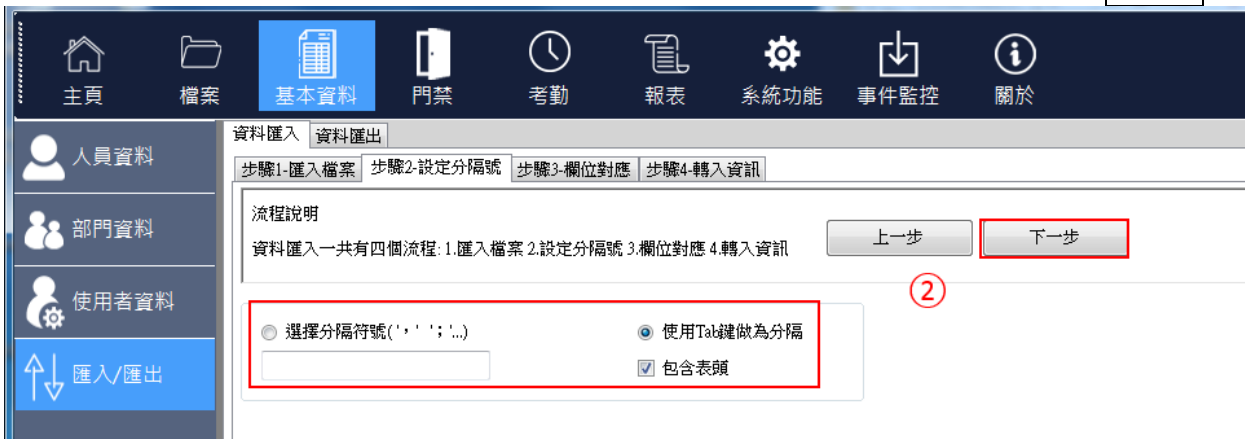 主頁 檔案 基本資料 門禁 考勤 報表 系統功能 事件監控 關於
人員資料
部門資料
使用者資料
匯入/匯出
資料匯入 資料匯出
步驟1-匯入檔案 步驟2-設定分隔號 步驟3-欄位對應 步驟4-轉入資訊
流程說明
資料匯入一共有四個流程: 1.匯入檔案 2.設定分隔號 3.欄位對應 4.轉入資訊
上一步 下一步
②
選擇分隔符號(' , ' ' ; '...) 使用Tab鍵做為分隔
包含表頭